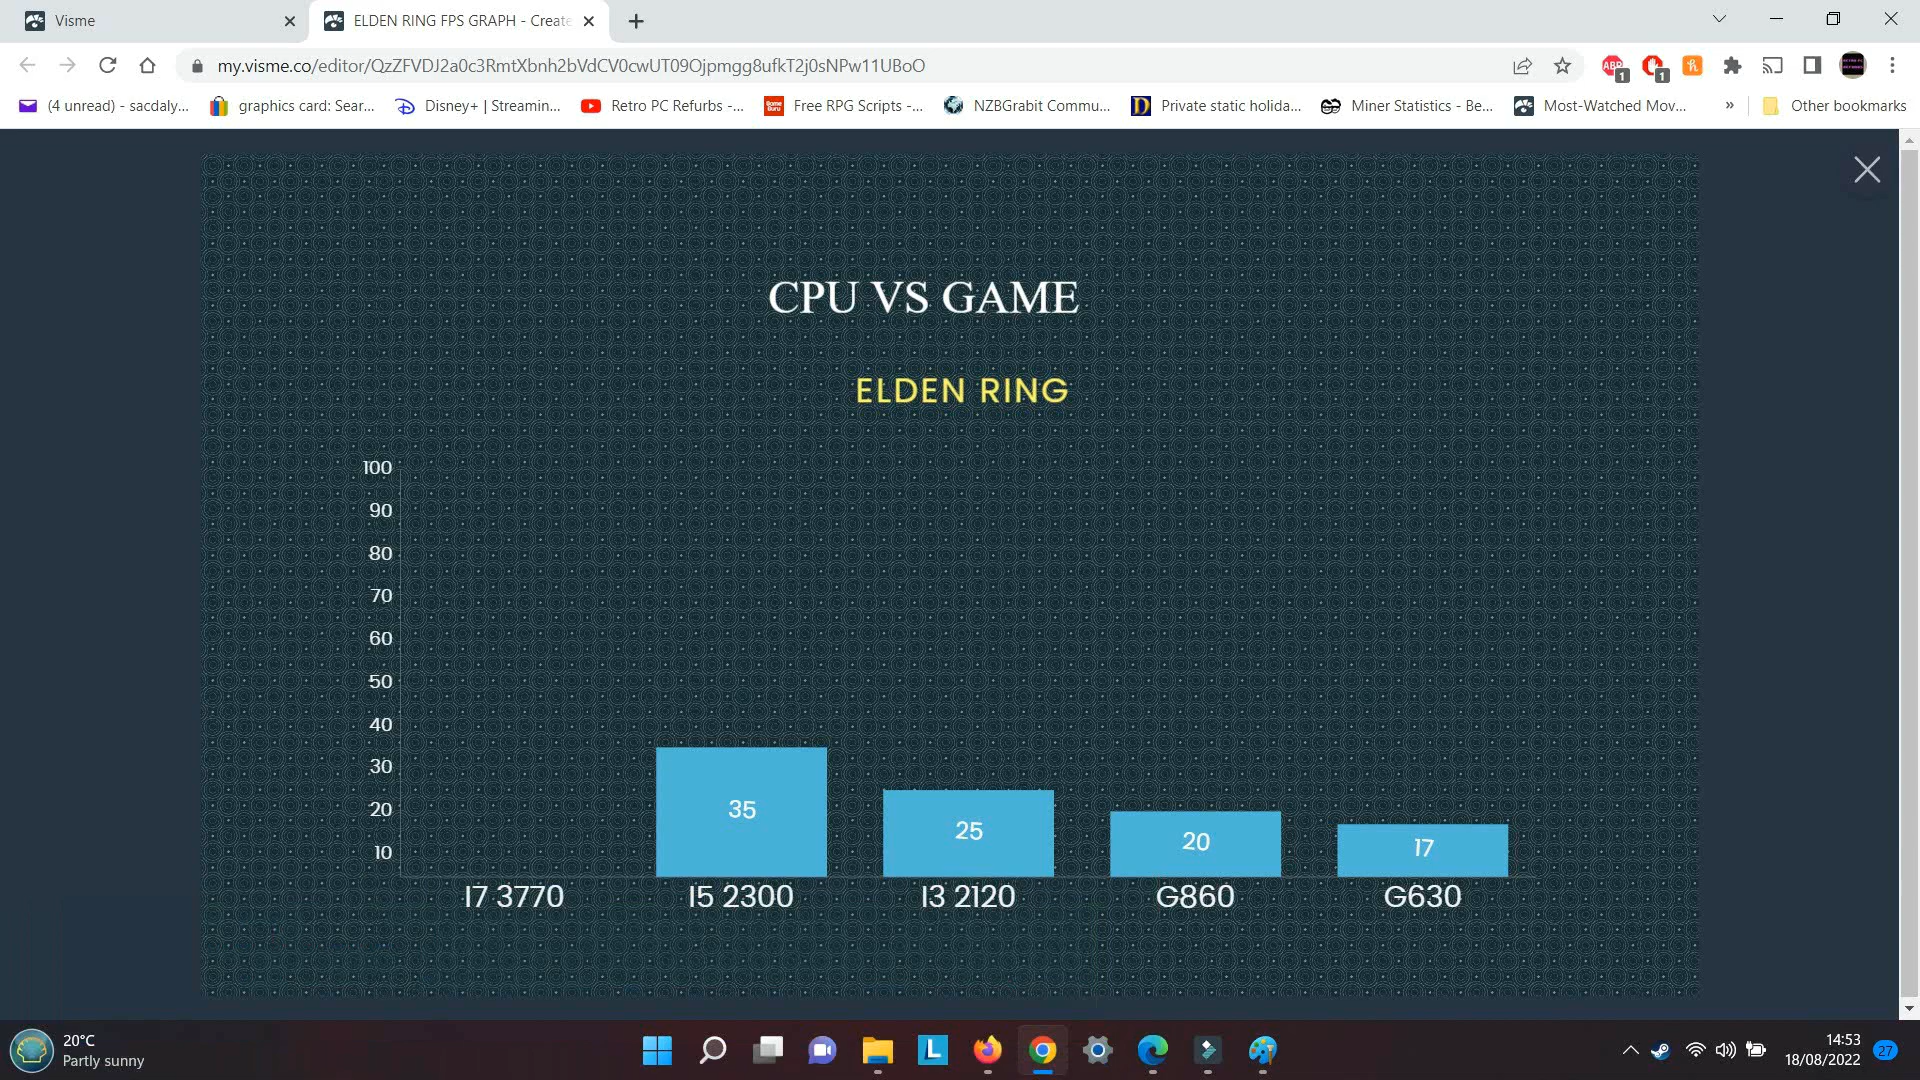 Visme
ELDEN RING FPS GRAPH - Create
my.visme.co/editor/QzZFVDJ2a0c3RmtXbnh2bVdCV0cwUT09Ojpmgg8ufkT2j0sNPw11UBoO
ABP 1
1
(4 unread) - sacdaly...
graphics card: Sear...
Disney+ | Streamin...
Retro PC Refurbs -...
Free RPG Scripts -...
NZBGrabit Commu...
Private static holida...
Miner Statistics - Be...
Most-Watched Mov...
»
Other bookmarks
CPU VS GAME
ELDEN RING
100
90
80
70
60
50
40
30
20
10
35
25
20
17
I7 3770
I5 2300
I3 2120
G860
G630
20°C
Partly sunny
L
14:53
18/08/2022
27